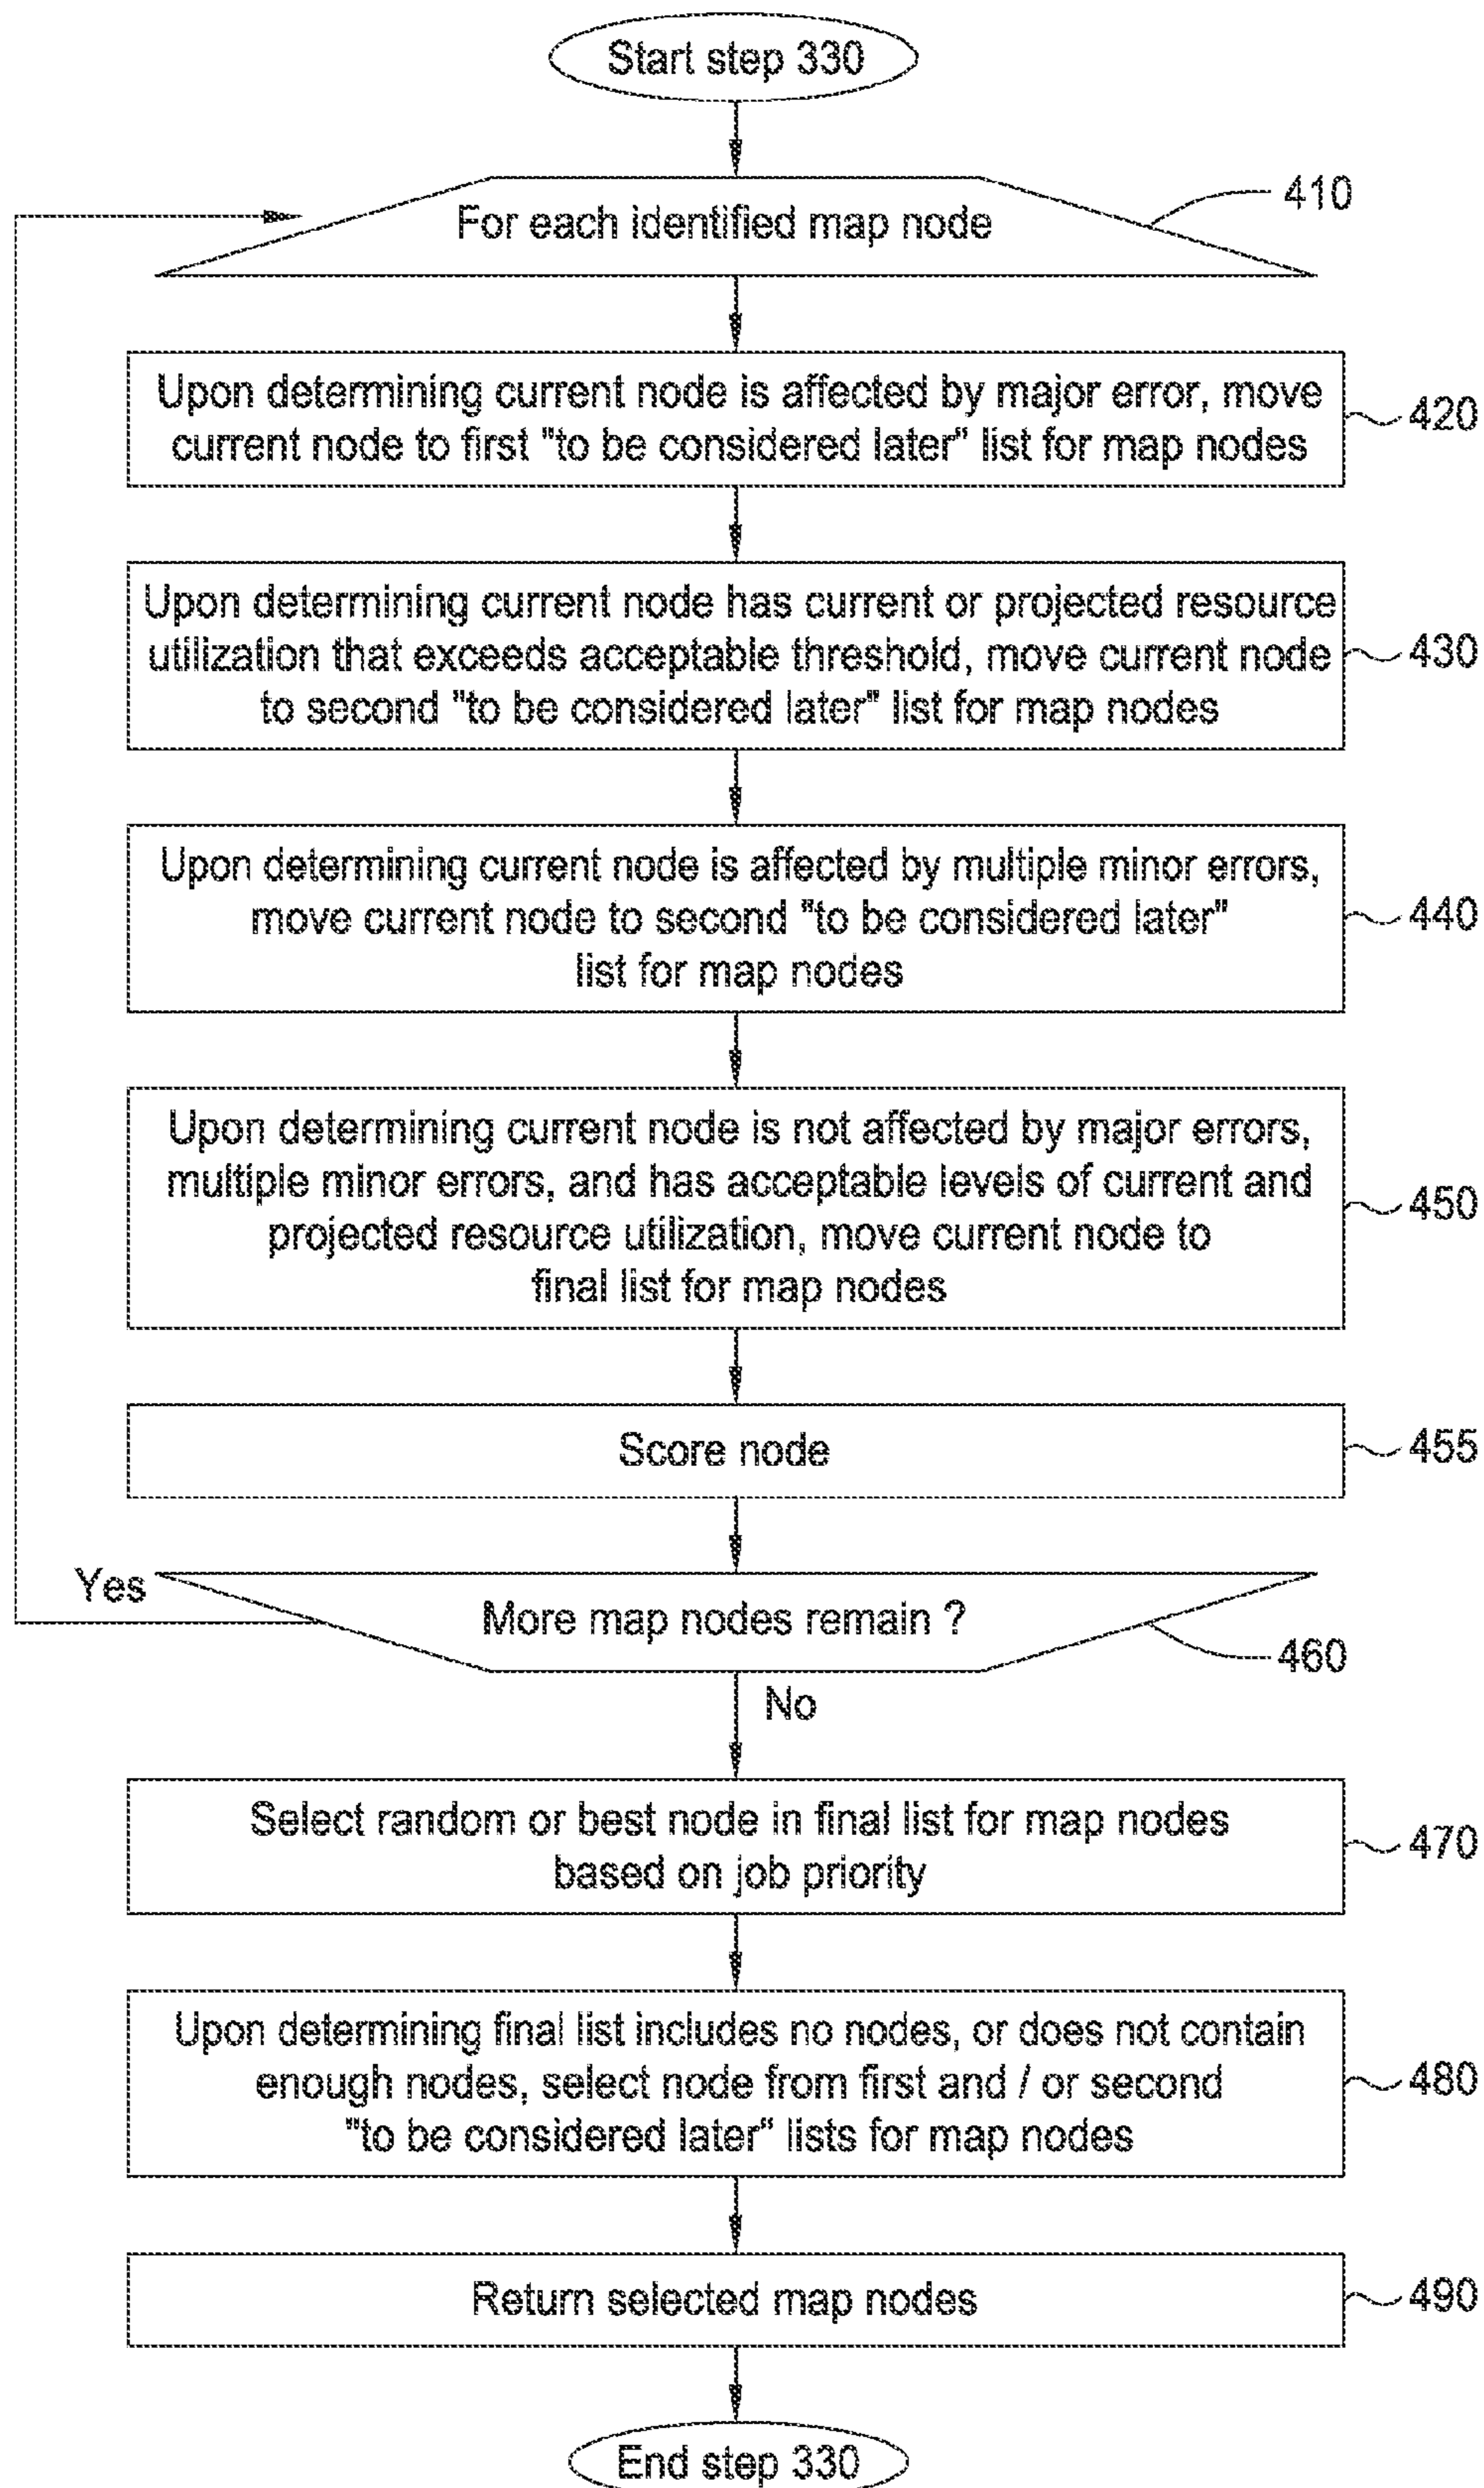 Start step 330
For each identified map node
410
Upon determining current node is affected by major error, move
current node to first "to be considered later" list for map nodes
420
Upon determining current node has current or projected resource
utilization that exceeds acceptable threshold, move current node
to second "to be considered later" list for map nodes
430
Upon determining current node is affected by multiple minor errors,
move current node to second "to be considered later"
list for map nodes
440
Upon determining current node is not affected by major errors,
multiple minor errors, and has acceptable levels of current and
projected resource utilization, move current node to
final list for map nodes
450
Score node
455
Yes
More map nodes remain ?
460
No
Select random or best node in final list for map nodes
based on job priority
470
Upon determining final list includes no nodes, or does not contain
enough nodes, select node from first and / or second
"to be considered later" lists for map nodes
480
Return selected map nodes
490
End step 330